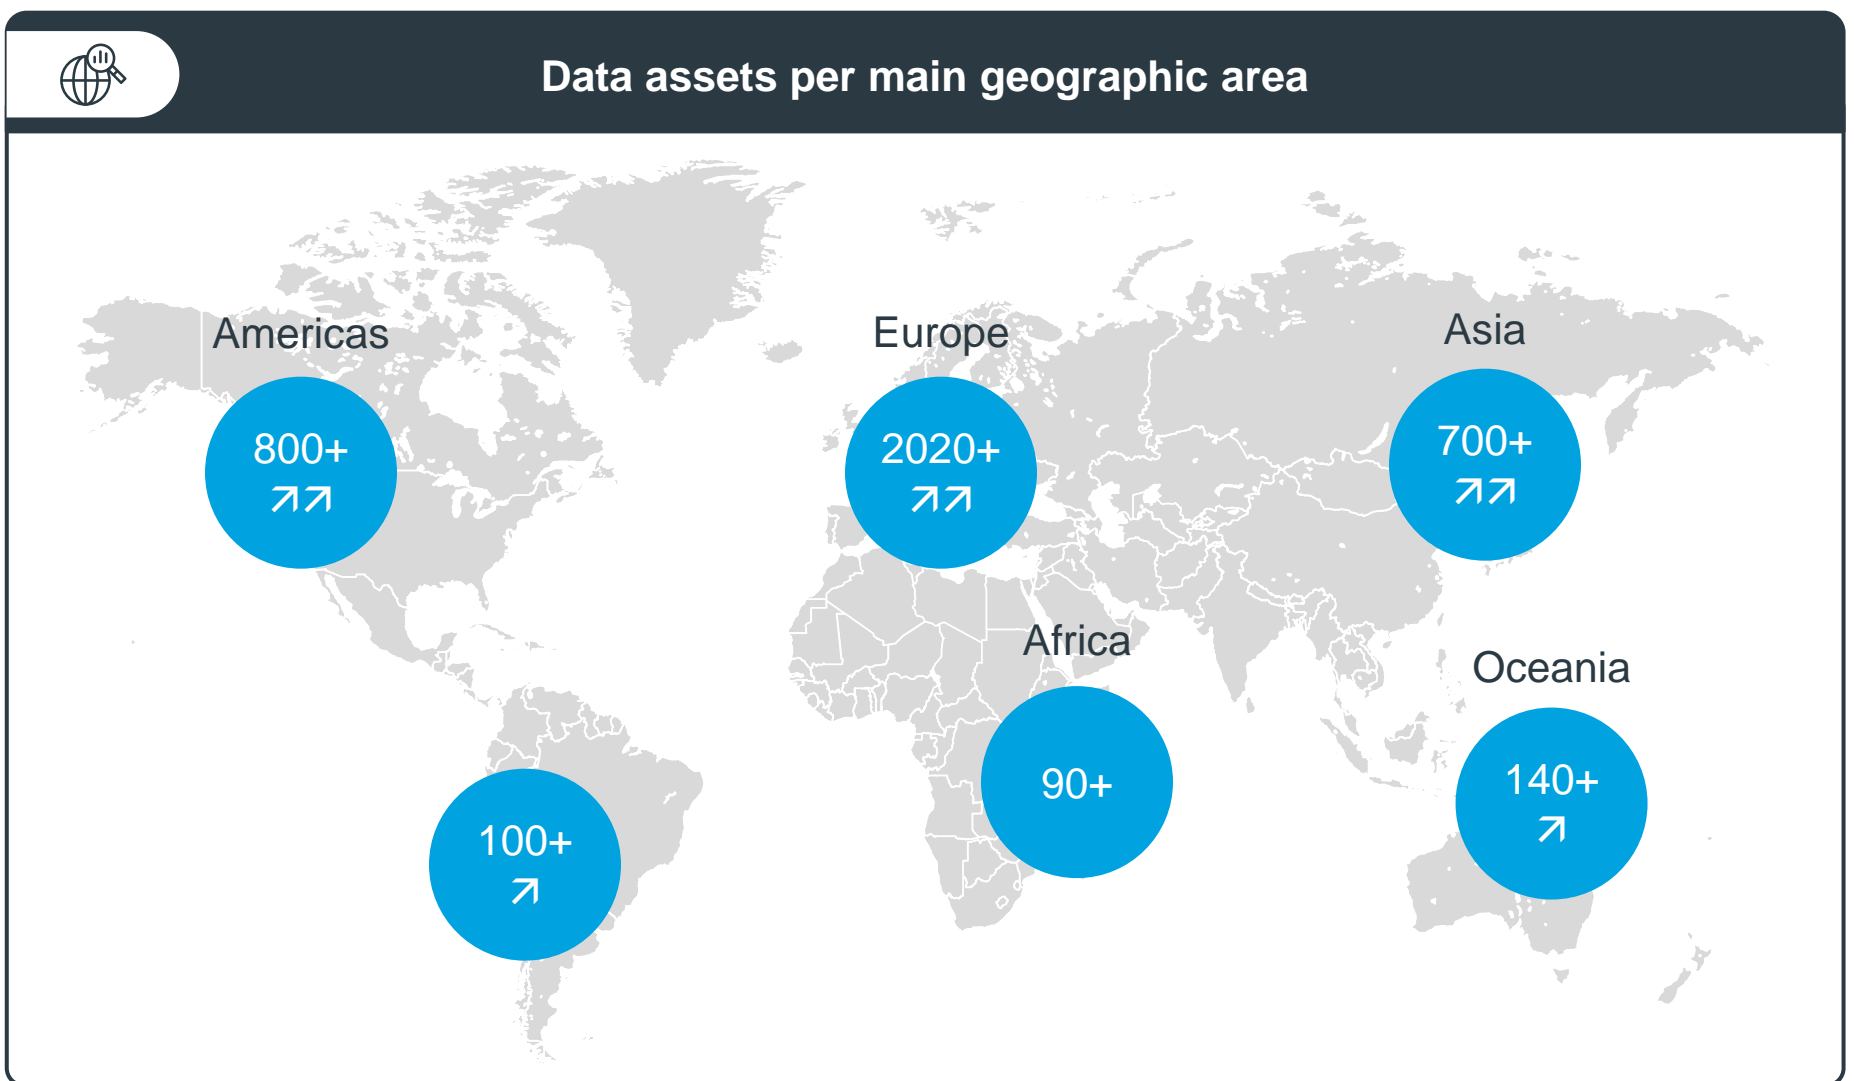 Data assets per main geographic area
Americas
800+
↗↗
Europe
2020+
↗↗
Asia
700+
↗↗
Africa
90+
Oceania
140+
↗
100+
↗